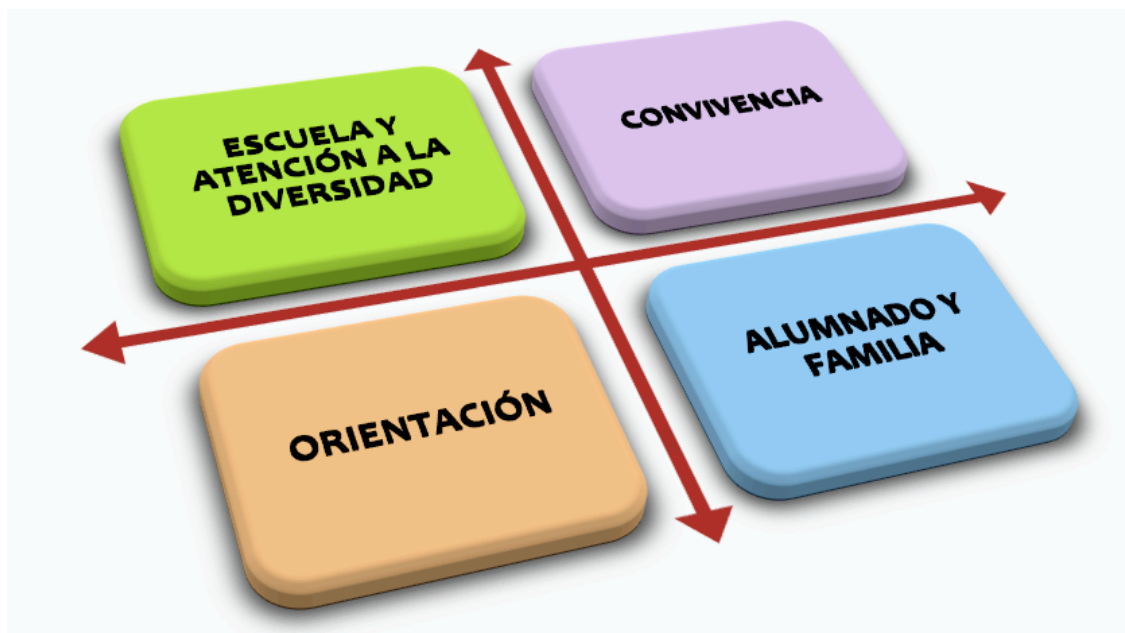 ESCUELA Y
ATENCIÓN A LA
DIVERSIDAD
CONVIVENCIA
ORIENTACIÓN
ALUMNADO Y
FAMILIA